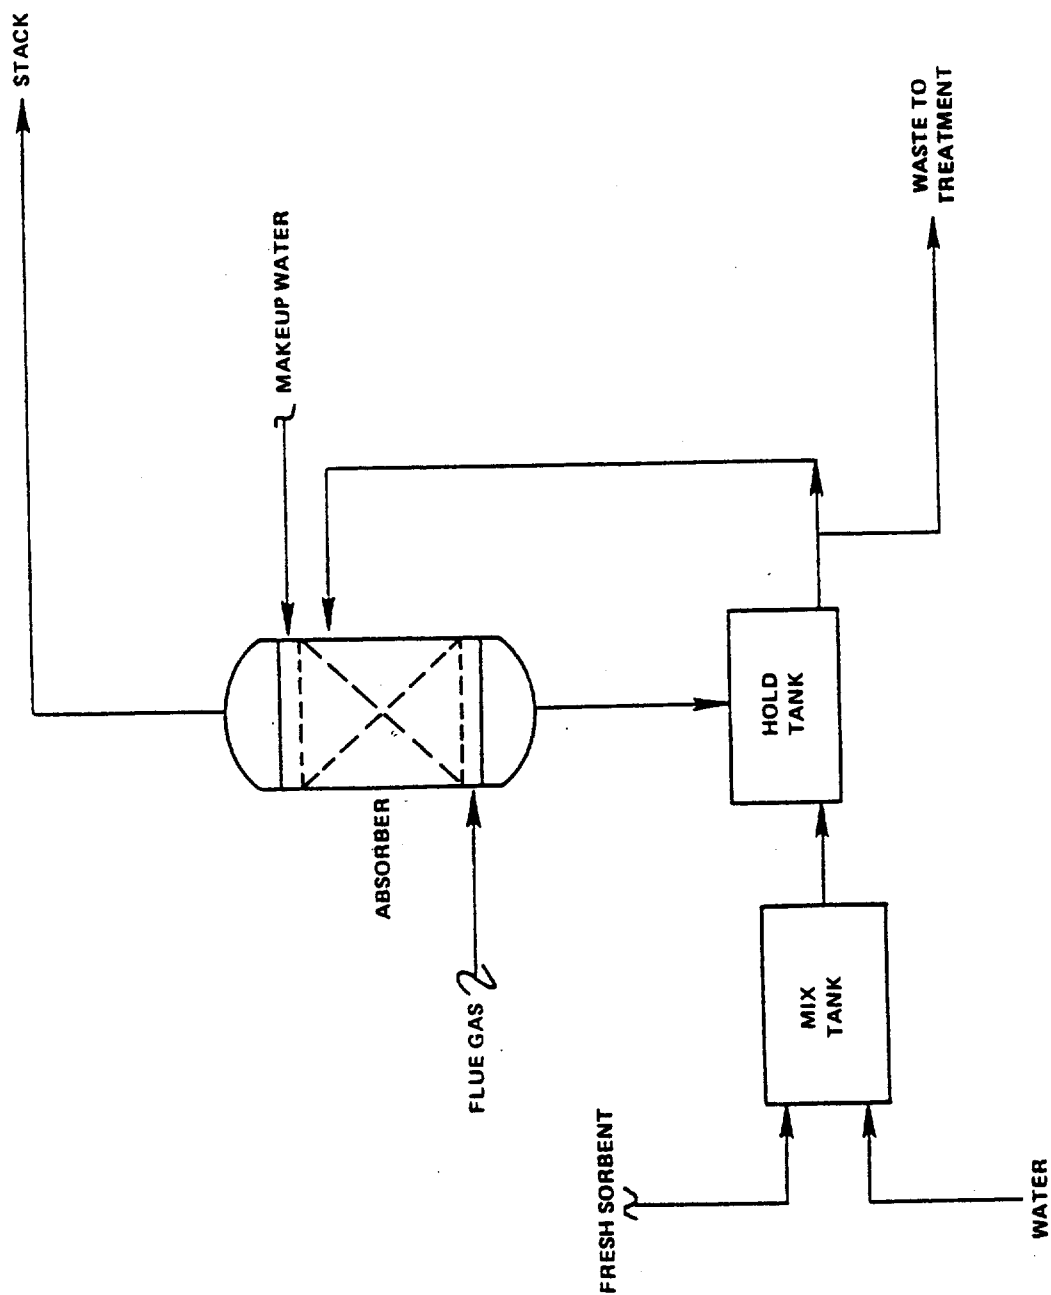 STACK
MAKEUP WATER
WASTE TO
TREATMENT
ABSORBER
FLUE GAS
HOLD
TANK
MIX
TANK
FRESH SORBENT
WATER